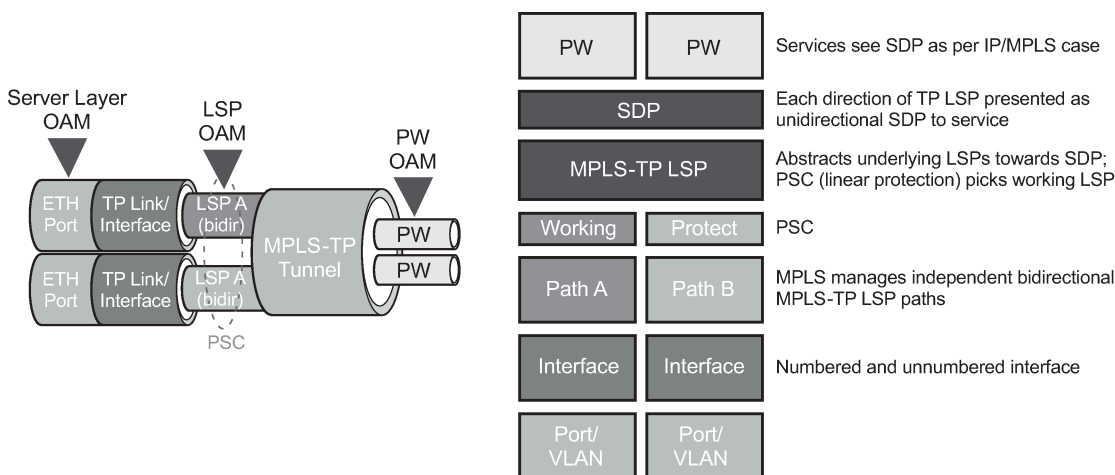 Server Layer
OAM
LSP
OAM
PW
OAM
ETH
Port
TP Link/
Interface
LSP A
(bidir)
MPLS-TP
Tunnel
PW
PW
ETH
Port
TP Link/
Interface
LSP A
(bidir)
PSC
PW
PW
Services see SDP as per IP/MPLS case
SDP
Each direction of TP LSP presented as
unidirectional SDP to service
MPLS-TP LSP
Abstracts underlying LSPs towards SDP;
PSC (linear protection) picks working LSP
Working
Protect
PSC
Path A
Path B
MPLS manages independent bidirectional
MPLS-TP LSP paths
Interface
Interface
Numbered and unnumbered interface
Port/
VLAN
Port/
VLAN